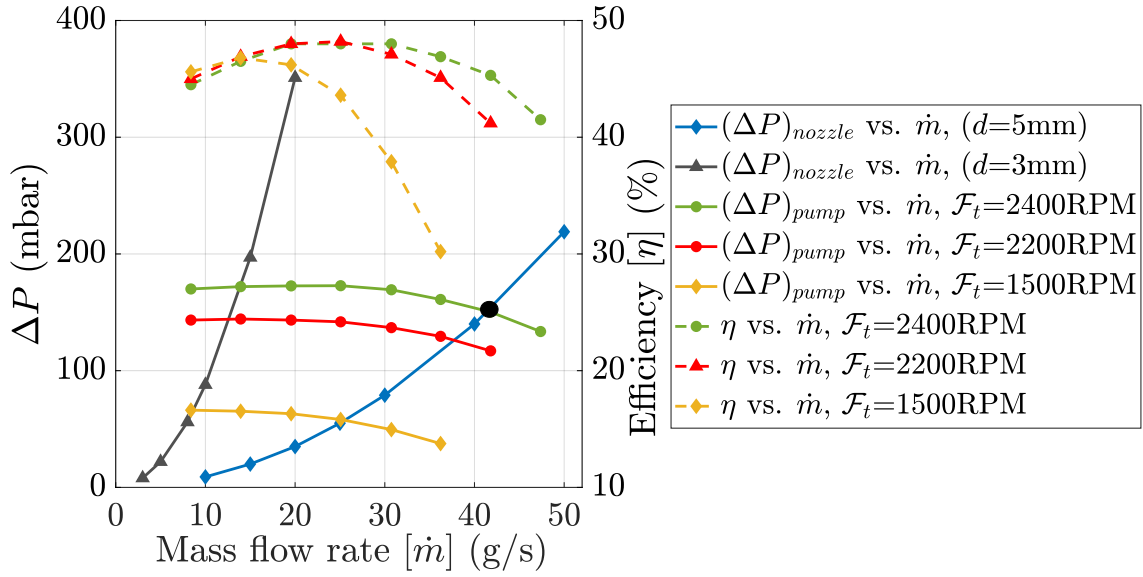 400
300
200
100
0
ΔP (mbar)
0 10 20 30 40 50
Mass flow rate [ṁ] (g/s)
50
40
30
20
10
Efficiency [η] (%)
(ΔP)nozzle vs. ṁ, (d=5mm)
(ΔP)nozzle vs. ṁ, (d=3mm)
(ΔP)pump vs. ṁ, ℱt=2400RPM
(ΔP)pump vs. ṁ, ℱt=2200RPM
(ΔP)pump vs. ṁ, ℱt=1500RPM
η vs. ṁ, ℱt=2400RPM
η vs. ṁ, ℱt=2200RPM
η vs. ṁ, ℱt=1500RPM